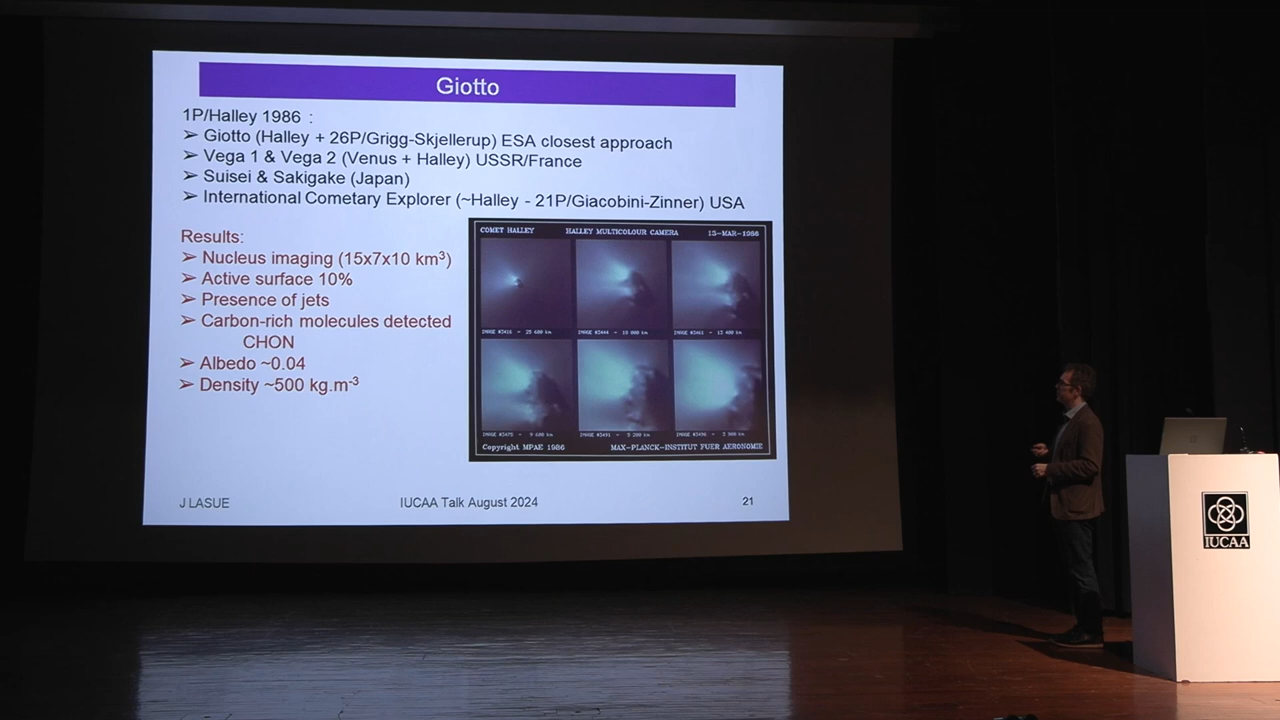 Giotto
1P/Halley 1986 :
➢ Giotto (Halley + 26P/Grigg-Skjellerup) ESA closest approach
➢ Vega 1 & Vega 2 (Venus + Halley) USSR/France
➢ Suisei & Sakigake (Japan)
➢ International Cometary Explorer (~Halley - 21P/Giacobini-Zinner) USA
Results:
➢ Nucleus imaging (15x7x10 km³)
➢ Active surface 10%
➢ Presence of jets
➢ Carbon-rich molecules detected
CHON
➢ Albedo ~0.04
➢ Density ~500 kg.m⁻³
COMET HALLEY HALLEY MULTICOLOUR CAMERA 13-MAR-1986
Copyright MPAE 1986 MAX-PLANCK-INSTITUT FUER AERONOMIE
J LASUE IUCAA Talk August 2024 21
IUCAA